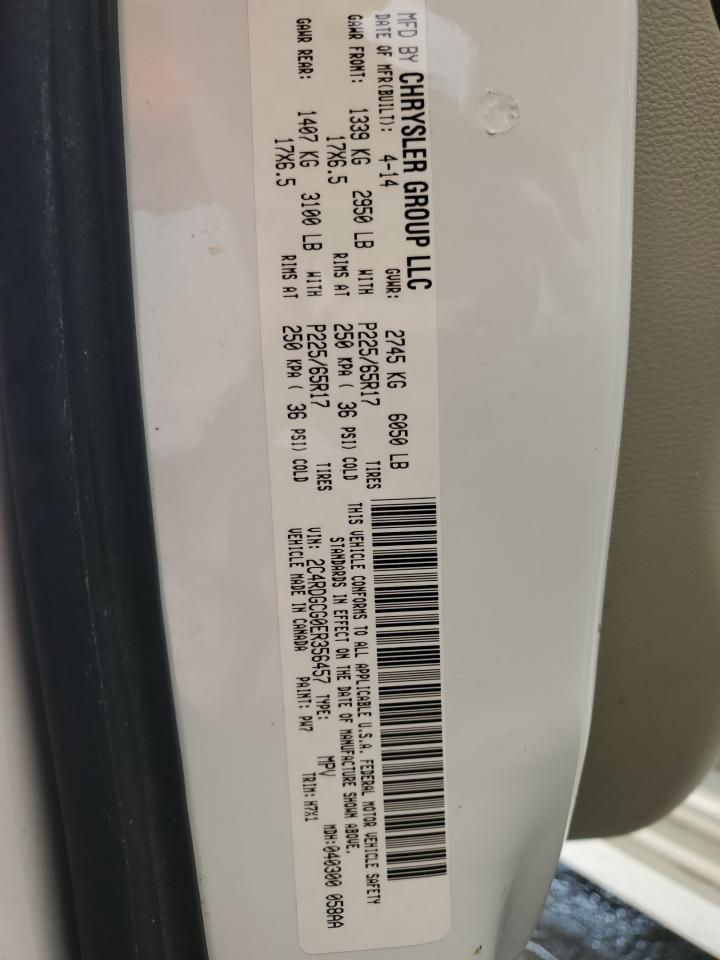 MFD BY CHRYSLER GROUP LLC
DATE OF MFR(BUILT): 4-14 GVWR: 2745 KG 6050 LB
GAWR FRONT: 1339 KG 2950 LB WITH P225/65R17 TIRES
17X6.5 RIMS AT 250 KPA ( 36 PSI) COLD
GAWR REAR: 1407 KG 3100 LB WITH P225/65R17 TIRES
17X6.5 RIMS AT 250 KPA ( 36 PSI) COLD
THIS VEHICLE CONFORMS TO ALL APPLICABLE U.S.A. FEDERAL MOTOR VEHICLE SAFETY
STANDARDS IN EFFECT ON THE DATE OF MANUFACTURE SHOWN ABOVE.
VIN: 2C4RDGCG0ER356457 TYPE: MPV MDH:040300 058AA
VEHICLE MADE IN CANADA PAINT: PW7 TRIM: H7X1